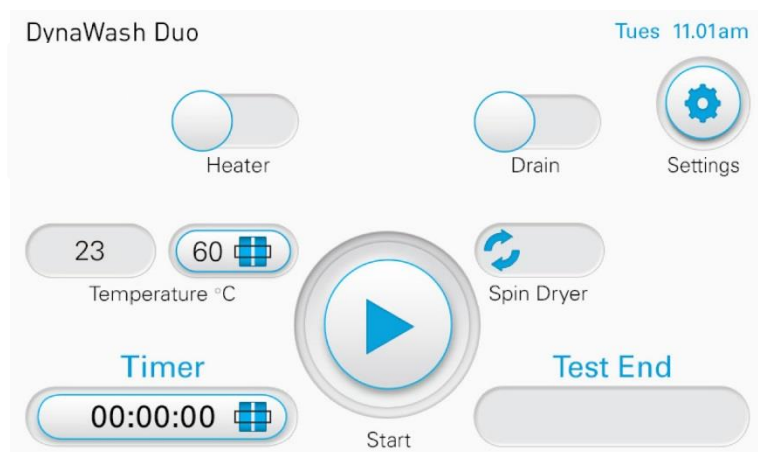 DynaWash Duo
Tues 11.01am
Heater
Drain
Settings
23
60
Temperature °C
Spin Dryer
Timer
Test End
00:00:00
Start